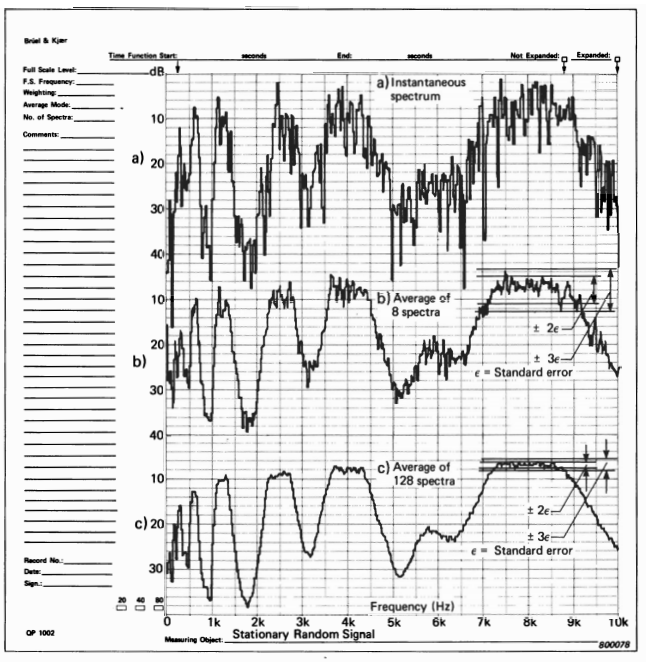 Brüel & Kjær
Time Function Start: seconds End: seconds Not Expanded: Expanded:
Full Scale Level:
F.S. Frequency:
Weighting:
Average Mode:
No. of Spectra:
Comments:
dB
a) Instantaneous
spectrum
10
a)
20
30
40
b) Average of
8 spectra
10
± 2ϵ
20
± 3ϵ
b)
ϵ = Standard error
30
40
c) Average of
128 spectra
10
± 2ϵ
c) 20
± 3ϵ
ϵ = Standard error
30
Record No.:
Date:
Sign.:
20 40 80
Frequency (Hz)
0 1k 2k 3k 4k 5k 6k 7k 8k 9k 10k
QP 1002
Measuring Object: Stationary Random Signal
800078